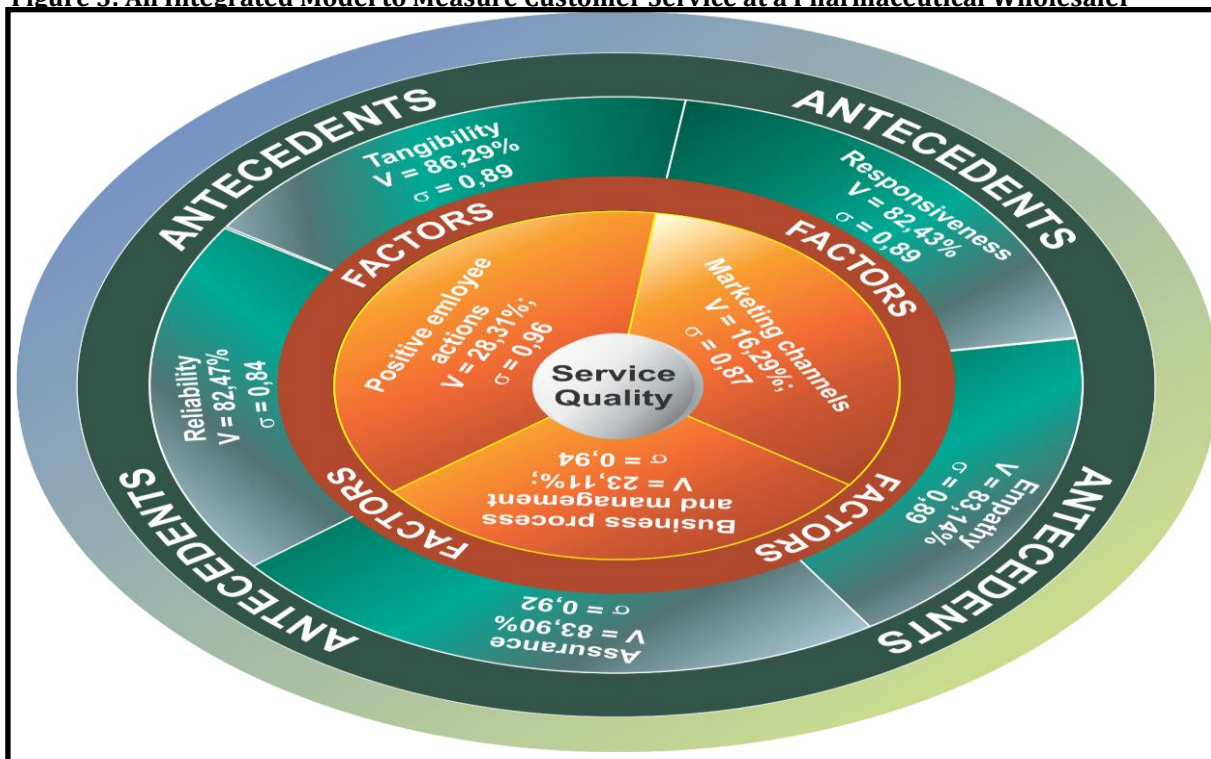 Figure 3: An Integrated Model to Measure Customer Service at a Pharmaceutical Wholesaler
ANTECEDENTS
ANTECEDENTS
ANTECEDENTS
ANTECEDENTS
Tangibility
V = 86,29%
σ = 0,89
Responsiveness
V = 82,43%
σ = 0,89
Empathy
V = 83,14%
σ = 0,89
Assurance
V = 83,90%
σ = 0,92
Reliability
V = 82,47%
σ = 0,84
FACTORS
FACTORS
FACTORS
FACTORS
Positive emloyee
actions
V = 28,31%;
σ = 0,96
Marketing channels
V = 16,29%;
σ = 0,87
Business process
and management
V = 23,11%:
σ = 0,94
Service
Quality